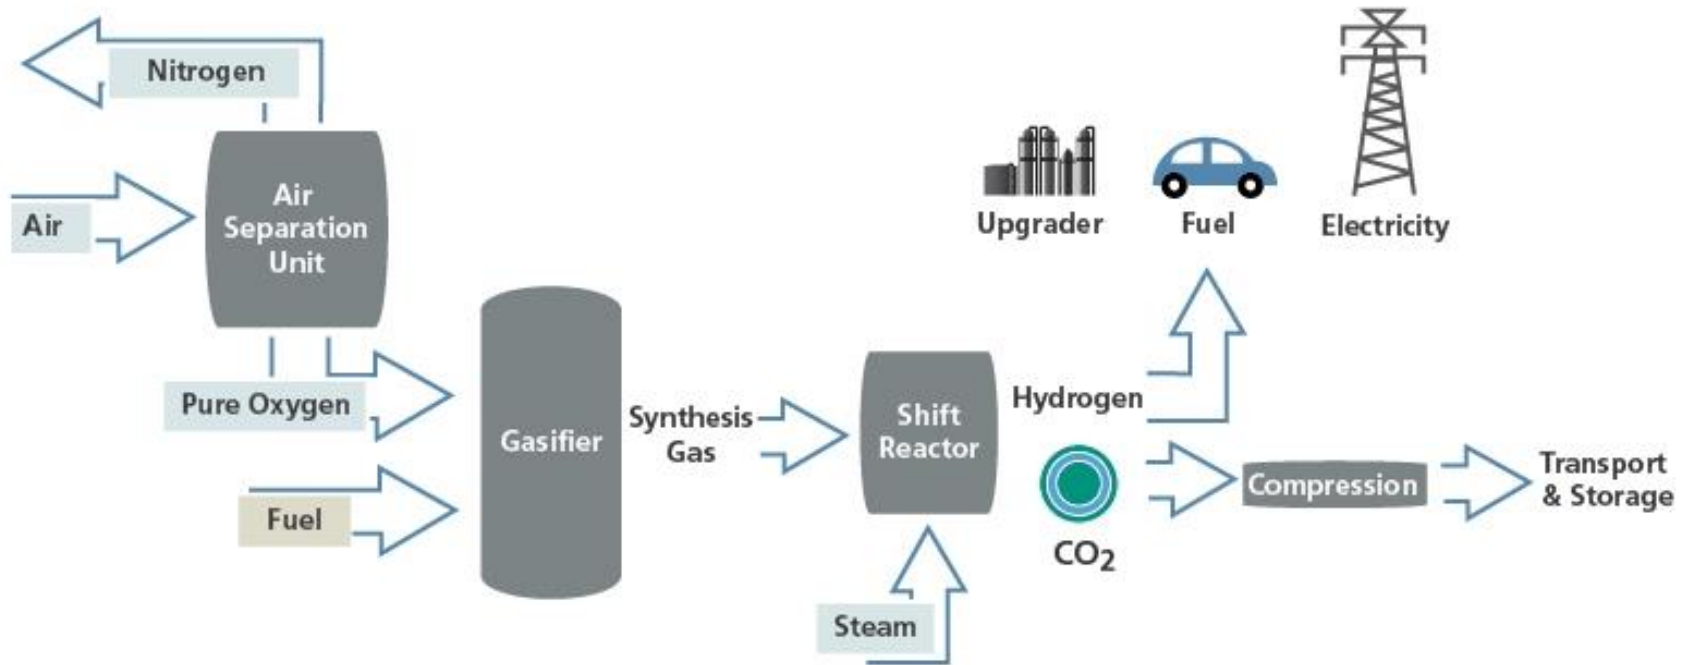 Nitrogen
Air
Air
Separation
Unit
Pure Oxygen
Fuel
Gasifier
Synthesis
Gas
Shift
Reactor
Steam
Hydrogen
CO2
Upgrader
Fuel
Electricity
Compression
Transport
& Storage